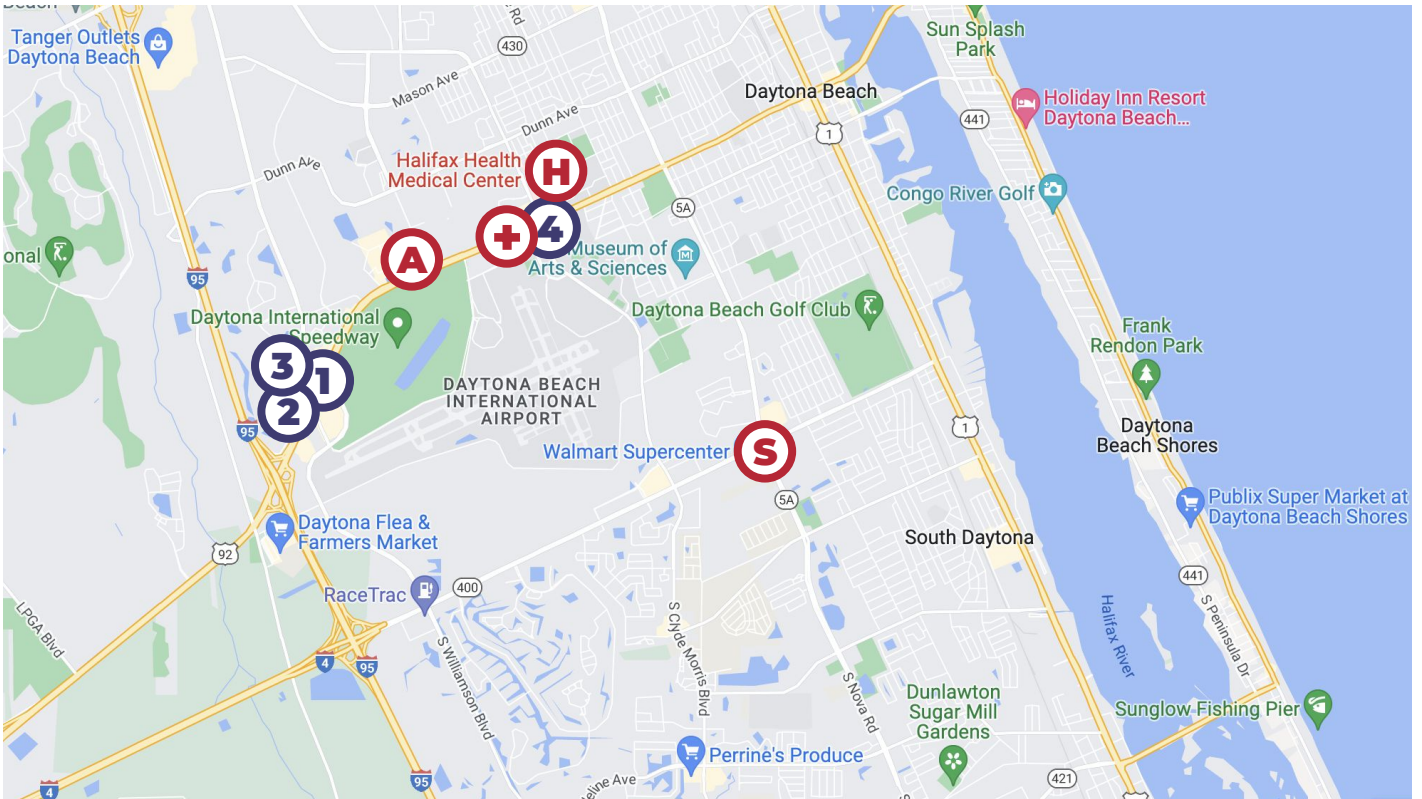 Tanger Outlets
Daytona Beach
Rd
430
Mason Ave
Dunn Ave
Dunn Ave
Halifax Health
Medical Center
H
+
4
A
Daytona Beach
1
5A
Sun Splash
Park
441
Holiday Inn Resort
Daytona Beach...
Congo River Golf
Museum of
Arts & Sciences
onal
95
Daytona International
Speedway
3
1
2
95
DAYTONA BEACH
INTERNATIONAL
AIRPORT
Daytona Beach Golf Club
Frank
Rendon Park
Daytona
Beach Shores
1
Walmart Supercenter
S
5A
Publix Super Market at
Daytona Beach Shores
South Daytona
Daytona Flea &
Farmers Market
92
RaceTrac
400
LPGA Blvd
4
95
S Williamson Blvd
S Clyde Morris Blvd
S Nova Rd
441
S Peninsula Dr
Halifax River
Dunlawton
Sugar Mill
Gardens
Sunglow Fishing Pier
Perrine's Produce
421
eline Ave
95
4